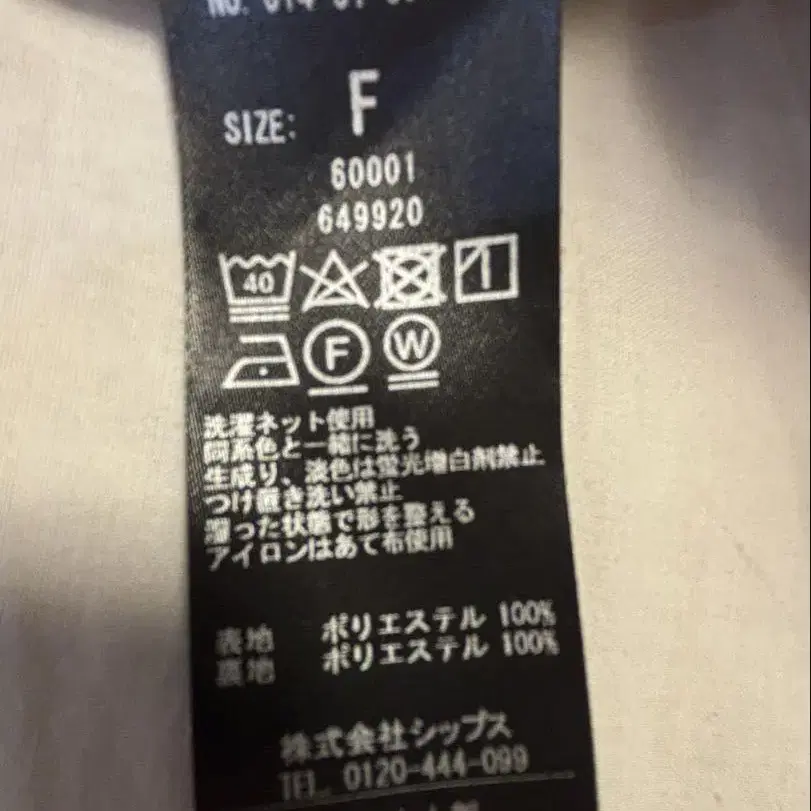 SIZE: F
60001
649920
40
F W
洗濯ネット使用
同系色と一緒に洗う
生成り、淡色は蛍光増白剤禁止
つけ置き洗い禁止
湿った状態で形を整える
アイロンはあて布使用
表地 ポリエステル 100%
裏地 ポリエステル 100%
株式会社シップス
TEL. 0120-444-099